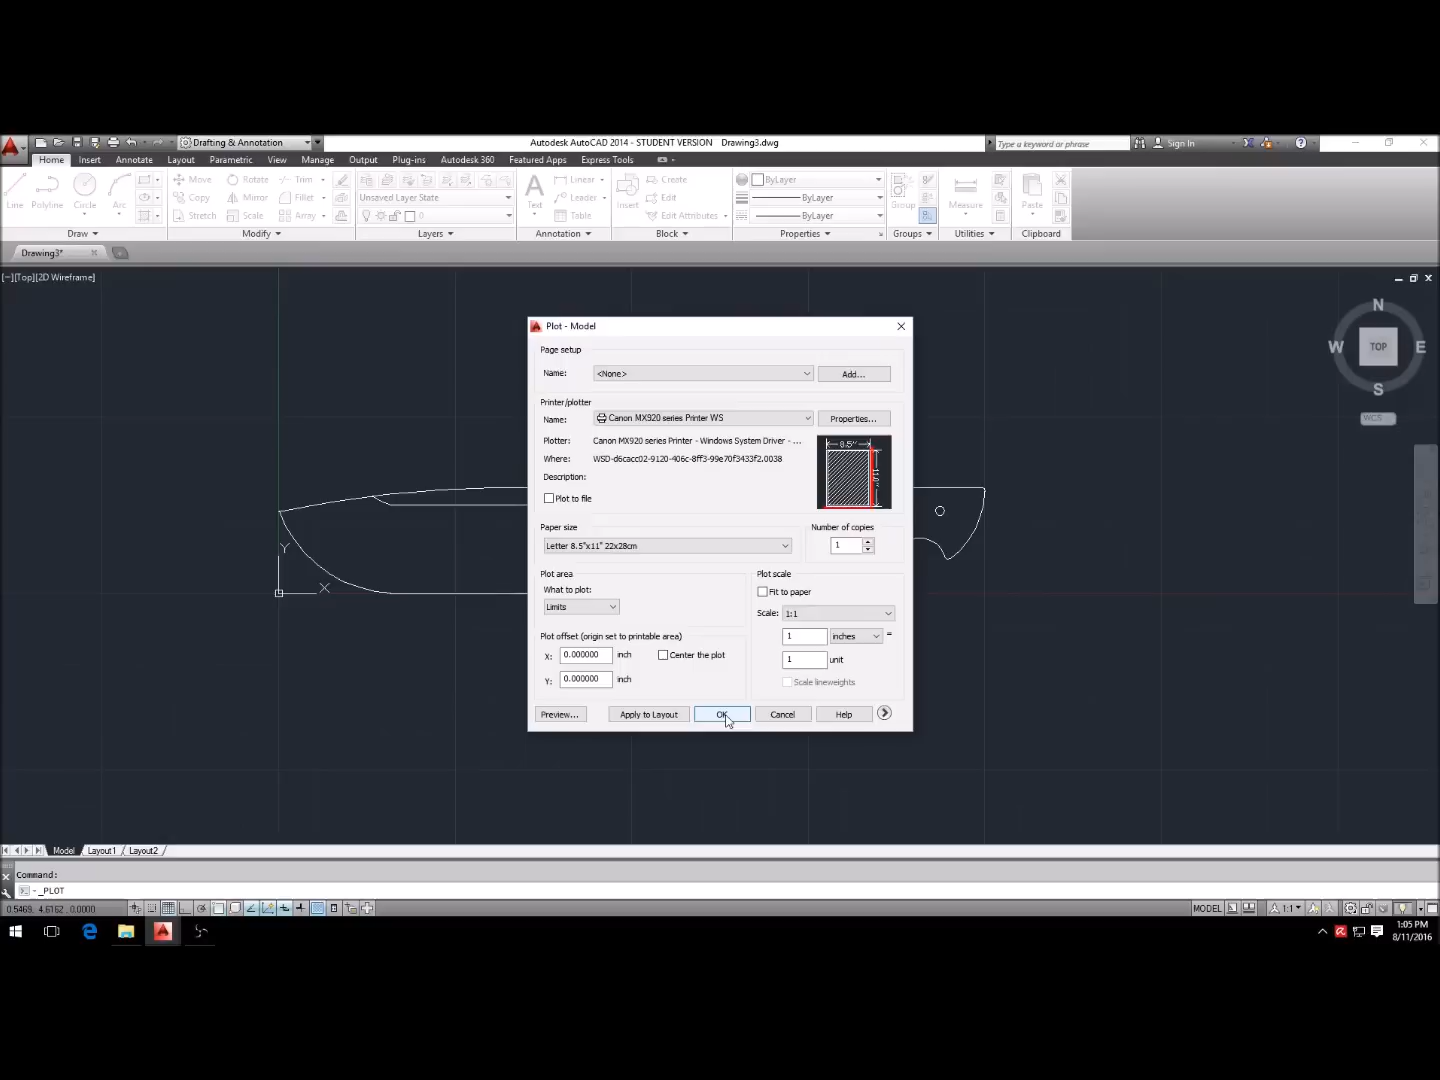 Drafting & Annotation
Autodesk AutoCAD 2014 - STUDENT VERSION Drawing3.dwg
Type a keyword or phrase
Sign In
Home Insert Annotate Layout Parametric View Manage Output Plug-ins Autodesk 360 Featured Apps Express Tools
Line Polyline Circle Arc
Move Rotate Trim
Copy Mirror Fillet
Stretch Scale Array
Unsaved Layer State
0
Text
Linear
Leader
Table
Insert
Create
Edit
Edit Attributes
ByLayer
ByLayer
ByLayer
Group
Measure
Paste
Draw Modify Layers Annotation Block Properties Groups Utilities Clipboard
Drawing3*
[−][Top][2D Wireframe]
N
W TOP E
S
WCS
Y
X
Plot - Model
Page setup
Name: <None> Add...
Printer/plotter
Name: Canon MX920 series Printer WS Properties...
Plotter: Canon MX920 series Printer - Windows System Driver - ...
Where: WSD-d6cacc02-9120-406c-8ff3-99e70f3433f2.0038
Description:
Plot to file
8.5"
11.0"
Paper size
Letter 8.5"x11" 22x28cm
Number of copies
1
Plot area
What to plot:
Limits
Plot scale
Fit to paper
Scale: 1:1
1 inches =
1 unit
Scale lineweights
Plot offset (origin set to printable area)
X: 0.000000 inch Center the plot
Y: 0.000000 inch
Preview... Apply to Layout OK Cancel Help
Model Layout1 Layout2
Command:
- _PLOT
0.5469, 4.6162, 0.0000
MODEL
1:1
1:05 PM
8/11/2016